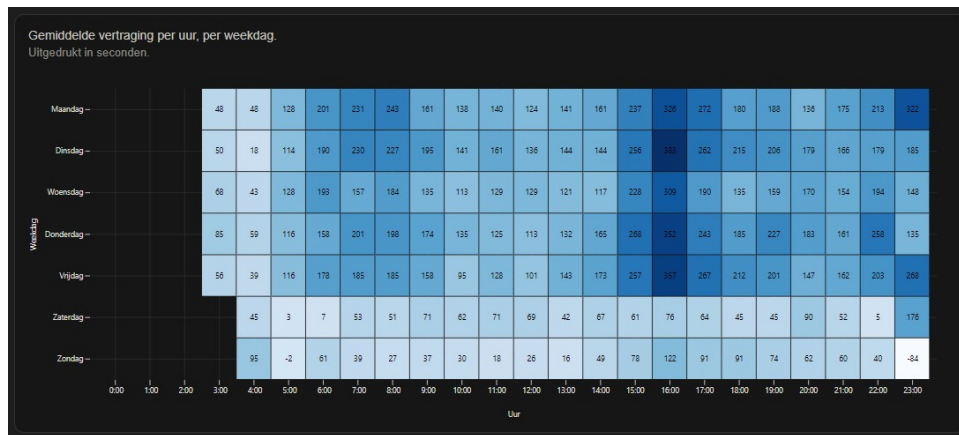 Gemiddelde vertraging per uur, per weekdag.
Uitgedrukt in seconden.
Maandag 48 48 128 201 231 243 161 138 140 124 141 161 237 326 272 180 188 136 175 213 322
Dinsdag 50 18 114 190 230 227 195 141 161 136 144 144 256 383 262 215 206 179 166 179 185
Woensdag 68 43 128 193 157 184 135 113 129 129 121 117 228 309 190 135 159 170 154 194 148
Weekdag
Donderdag 85 59 116 158 201 198 174 135 125 113 132 165 268 352 243 185 227 183 161 258 135
Vrijdag 56 39 116 178 185 185 158 95 128 101 143 173 257 357 267 212 201 147 162 203 268
Zaterdag 45 3 7 53 51 71 62 71 69 42 67 61 76 64 45 45 90 52 5 176
Zondag 95 -2 61 39 27 37 30 18 26 16 49 78 122 91 91 74 62 60 40 -84
0:00 1:00 2:00 3:00 4:00 5:00 6:00 7:00 8:00 9:00 10:00 11:00 12:00 13:00 14:00 15:00 16:00 17:00 18:00 19:00 20:00 21:00 22:00 23:00
Uur